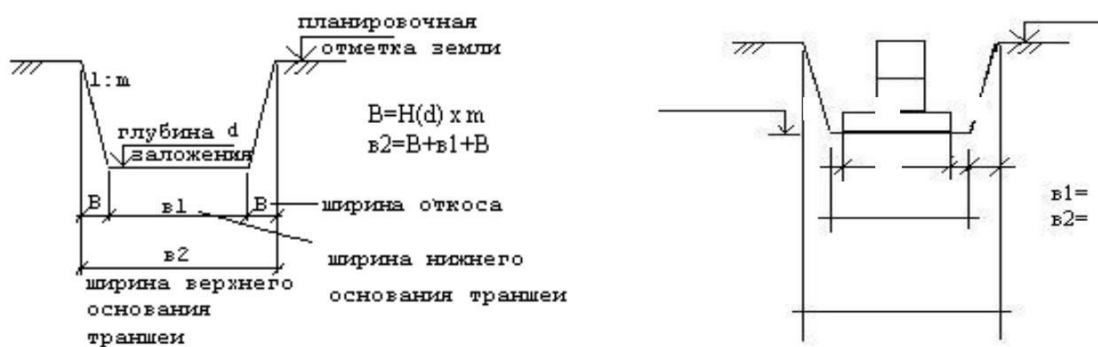 планировочная
отметка земли
1:m
B=H(d) x m
в2=B+в1+B
глубина d
заложения
B
в1
B
ширина откоса
в2
ширина нижнего
основания траншеи
ширина верхнего
основания
траншеи
в1=
в2=